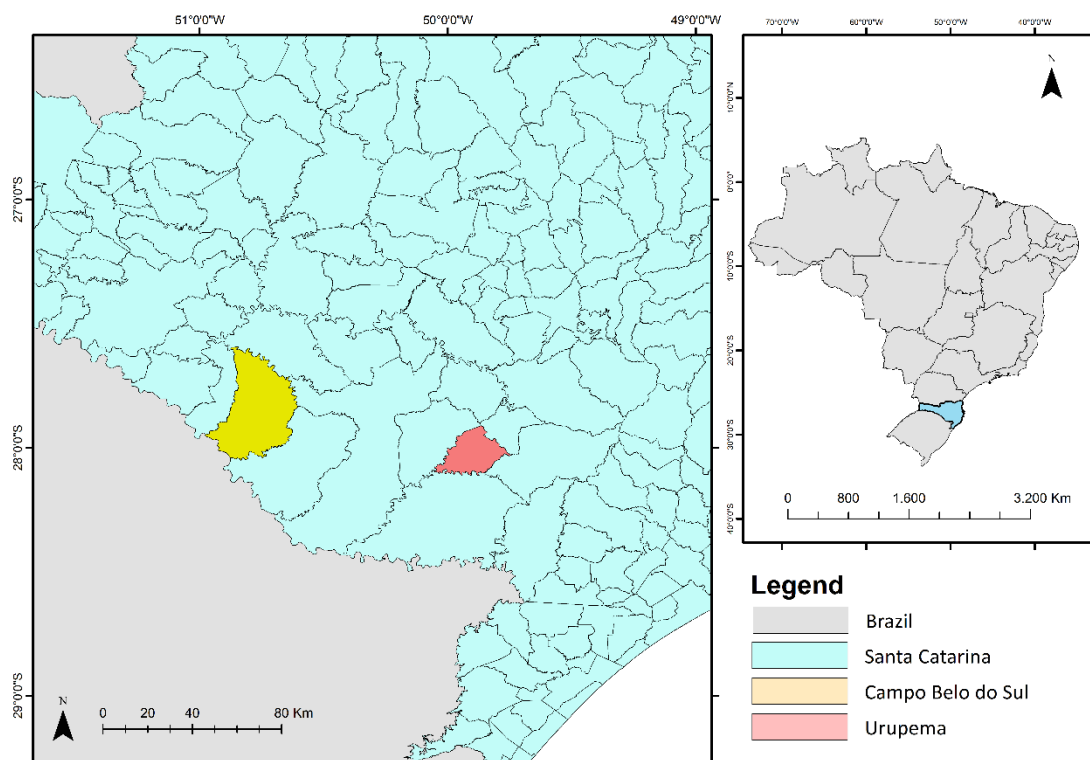 51°0'0"W 50°0'0"W 49°0'0"W
27°0'0"S
28°0'0"S
29°0'0"S
N
0 20 40 80 Km
70°0'0"W 60°0'0"W 50°0'0"W 40°0'0"W
N
10°0'0"N
0°0'0"
10°0'0"S
20°0'0"S
30°0'0"S
40°0'0"S
0 800 1.600 3.200 Km
Legend
Brazil
Santa Catarina
Campo Belo do Sul
Urupema